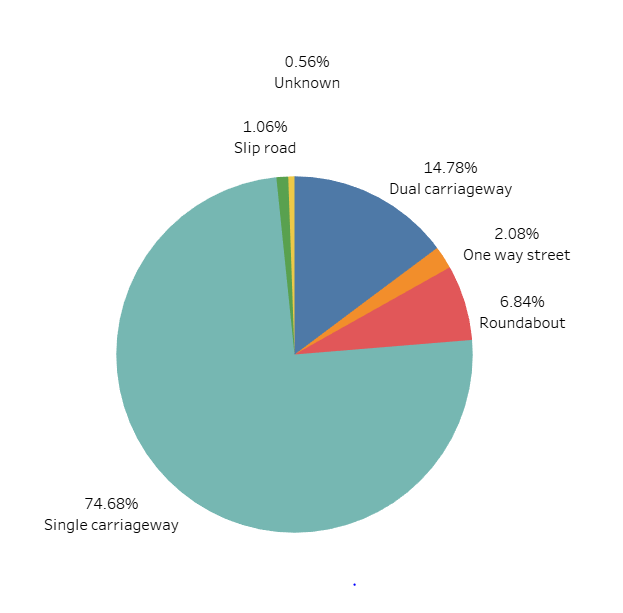 0.56%
Unknown
1.06%
Slip road
14.78%
Dual carriageway
2.08%
One way street
6.84%
Roundabout
74.68%
Single carriageway